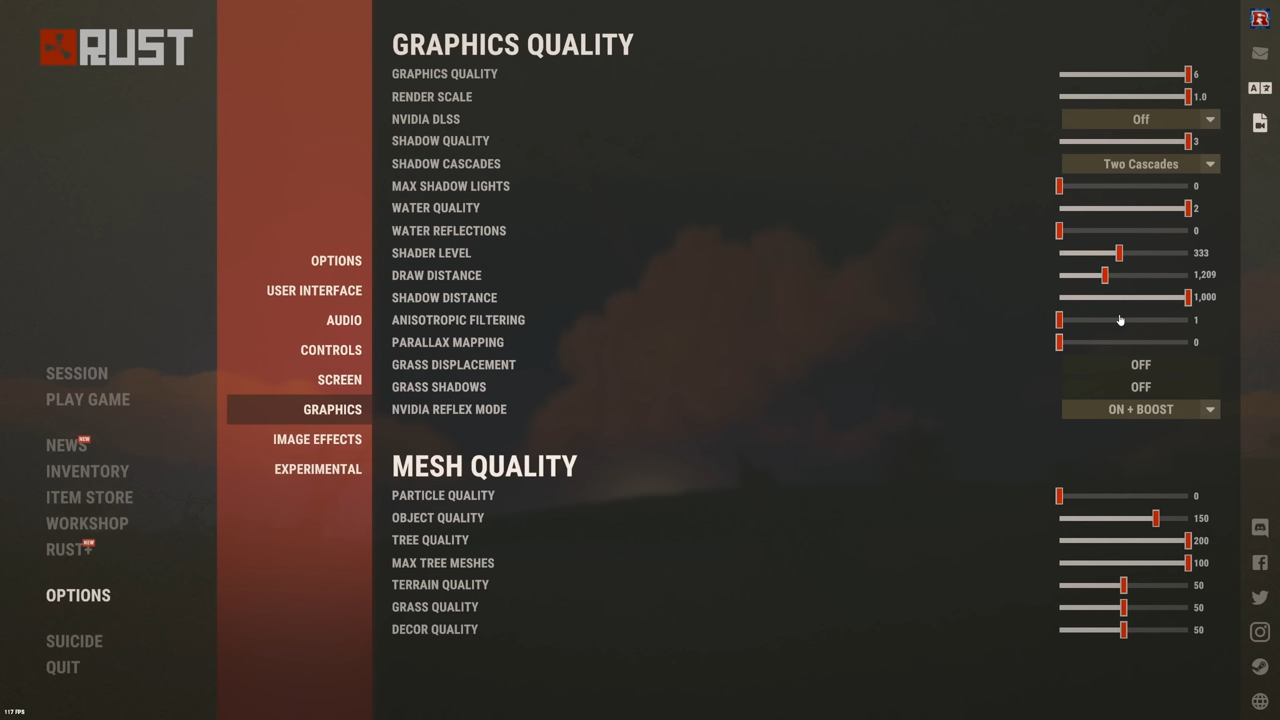 RUST
SESSION
PLAY GAME
NEWS NEW
INVENTORY
ITEM STORE
WORKSHOP
RUST+ NEW
OPTIONS
SUICIDE
QUIT
117 FPS
OPTIONS
USER INTERFACE
AUDIO
CONTROLS
SCREEN
GRAPHICS
IMAGE EFFECTS
EXPERIMENTAL
GRAPHICS QUALITY
GRAPHICS QUALITY 6
RENDER SCALE 1.0
NVIDIA DLSS Off
SHADOW QUALITY 3
SHADOW CASCADES Two Cascades
MAX SHADOW LIGHTS 0
WATER QUALITY 2
WATER REFLECTIONS 0
SHADER LEVEL 333
DRAW DISTANCE 1,209
SHADOW DISTANCE 1,000
ANISOTROPIC FILTERING 1
PARALLAX MAPPING 0
GRASS DISPLACEMENT OFF
GRASS SHADOWS OFF
NVIDIA REFLEX MODE ON + BOOST
MESH QUALITY
PARTICLE QUALITY 0
OBJECT QUALITY 150
TREE QUALITY 200
MAX TREE MESHES 100
TERRAIN QUALITY 50
GRASS QUALITY 50
DECOR QUALITY 50
R
A